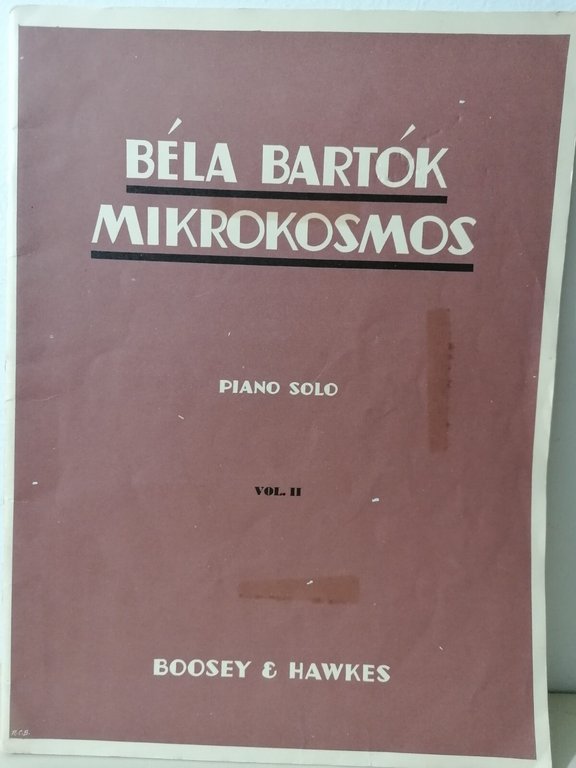 BÉLA BARTÓK
MIKROKOSMOS
PIANO SOLO
VOL. II
BOOSEY & HAWKES